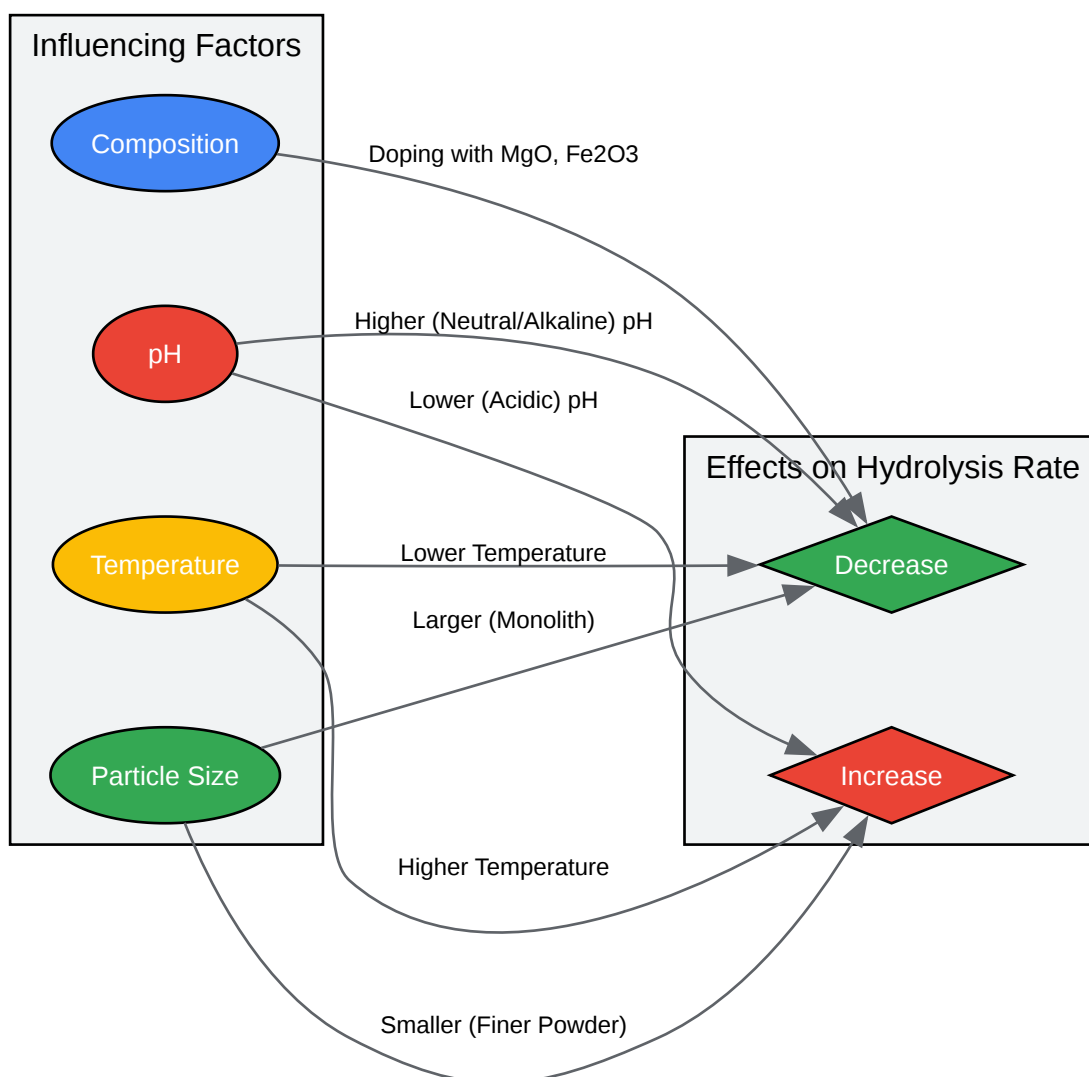 Influencing Factors
Composition
Doping with MgO, Fe2O3
Higher (Neutral/Alkaline) pH
pH
Lower (Acidic) pH
Effects on Hydrolysis Rate
Temperature
Lower Temperature
Decrease
Larger (Monolith)
Particle Size
Increase
Higher Temperature
Smaller (Finer Powder)